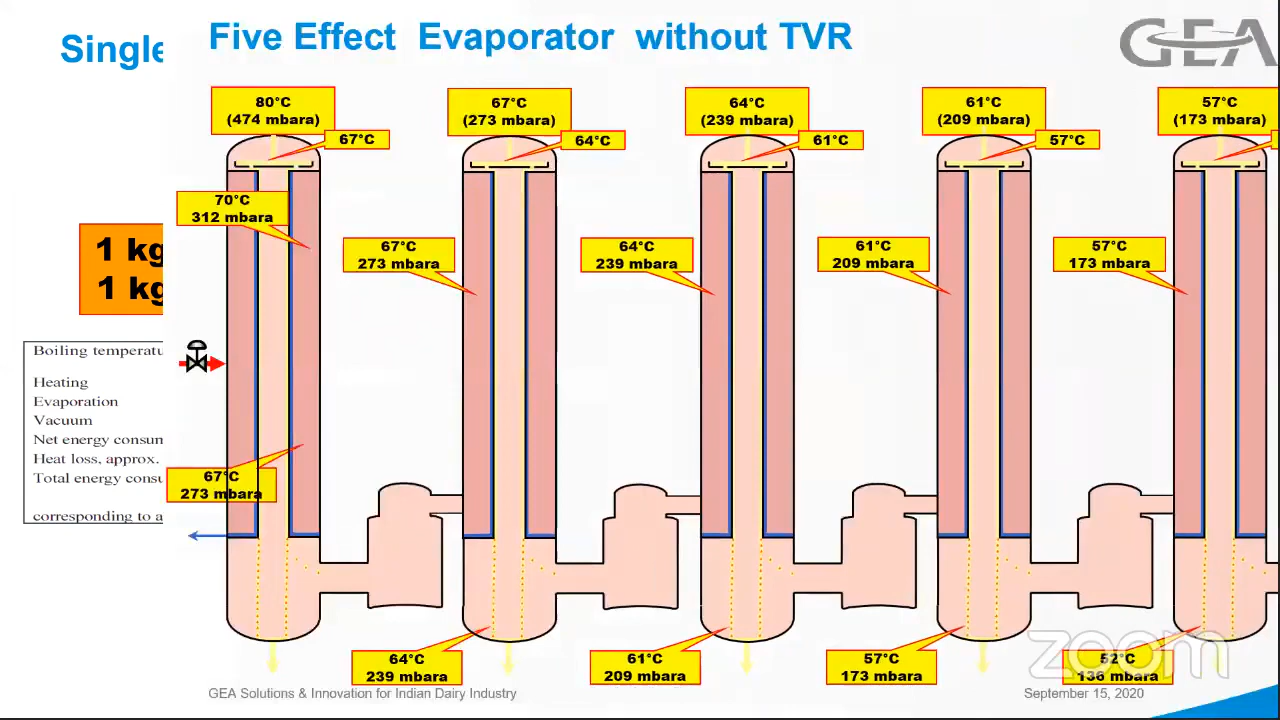 Single
Five Effect Evaporator without TVR
GEA
80°C
(474 mbara)
67°C
67°C
(273 mbara)
64°C
64°C
(239 mbara)
61°C
61°C
(209 mbara)
57°C
57°C
(173 mbara)
70°C
312 mbara
67°C
273 mbara
64°C
239 mbara
61°C
209 mbara
57°C
173 mbara
1 kg
1 kg
Boiling temperatu
Heating
Evaporation
Vacuum
Net energy consum
Heat loss, approx.
Total energy consu
corresponding to a
67°C
273 mbara
64°C
239 mbara
61°C
209 mbara
57°C
173 mbara
52°C
136 mbara
zoom
GEA Solutions & Innovation for Indian Dairy Industry
September 15, 2020